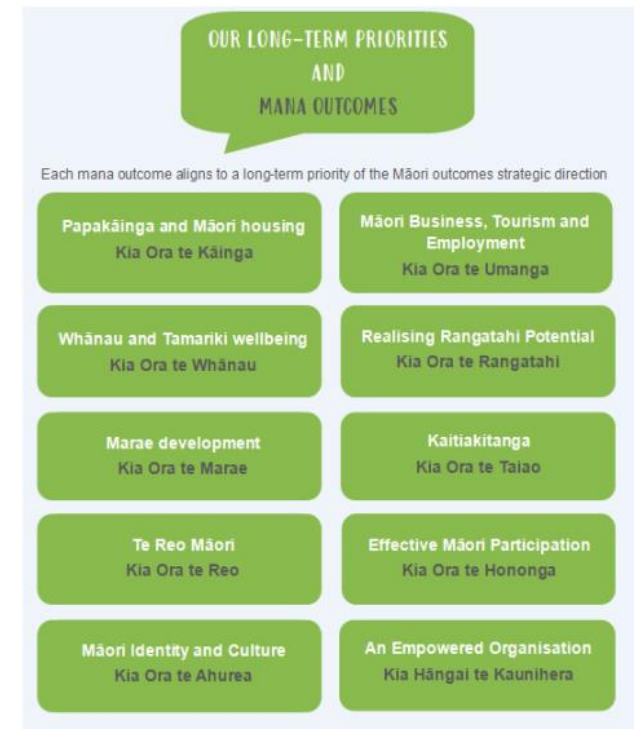 OUR LONG-TERM PRIORITIES
AND
MANA OUTCOMES
Each mana outcome aligns to a long-term priority of the Māori outcomes strategic direction
Papakāinga and Māori housing
Kia Ora te Kāinga
Māori Business, Tourism and
Employment
Kia Ora te Umanga
Whānau and Tamariki wellbeing
Kia Ora te Whānau
Realising Rangatahi Potential
Kia Ora te Rangatahi
Marae development
Kia Ora te Marae
Kaitiakitanga
Kia Ora te Taiao
Te Reo Māori
Kia Ora te Reo
Effective Māori Participation
Kia Ora te Hononga
Māori Identity and Culture
Kia Ora te Ahurea
An Empowered Organisation
Kia Hāngai te Kaunihera